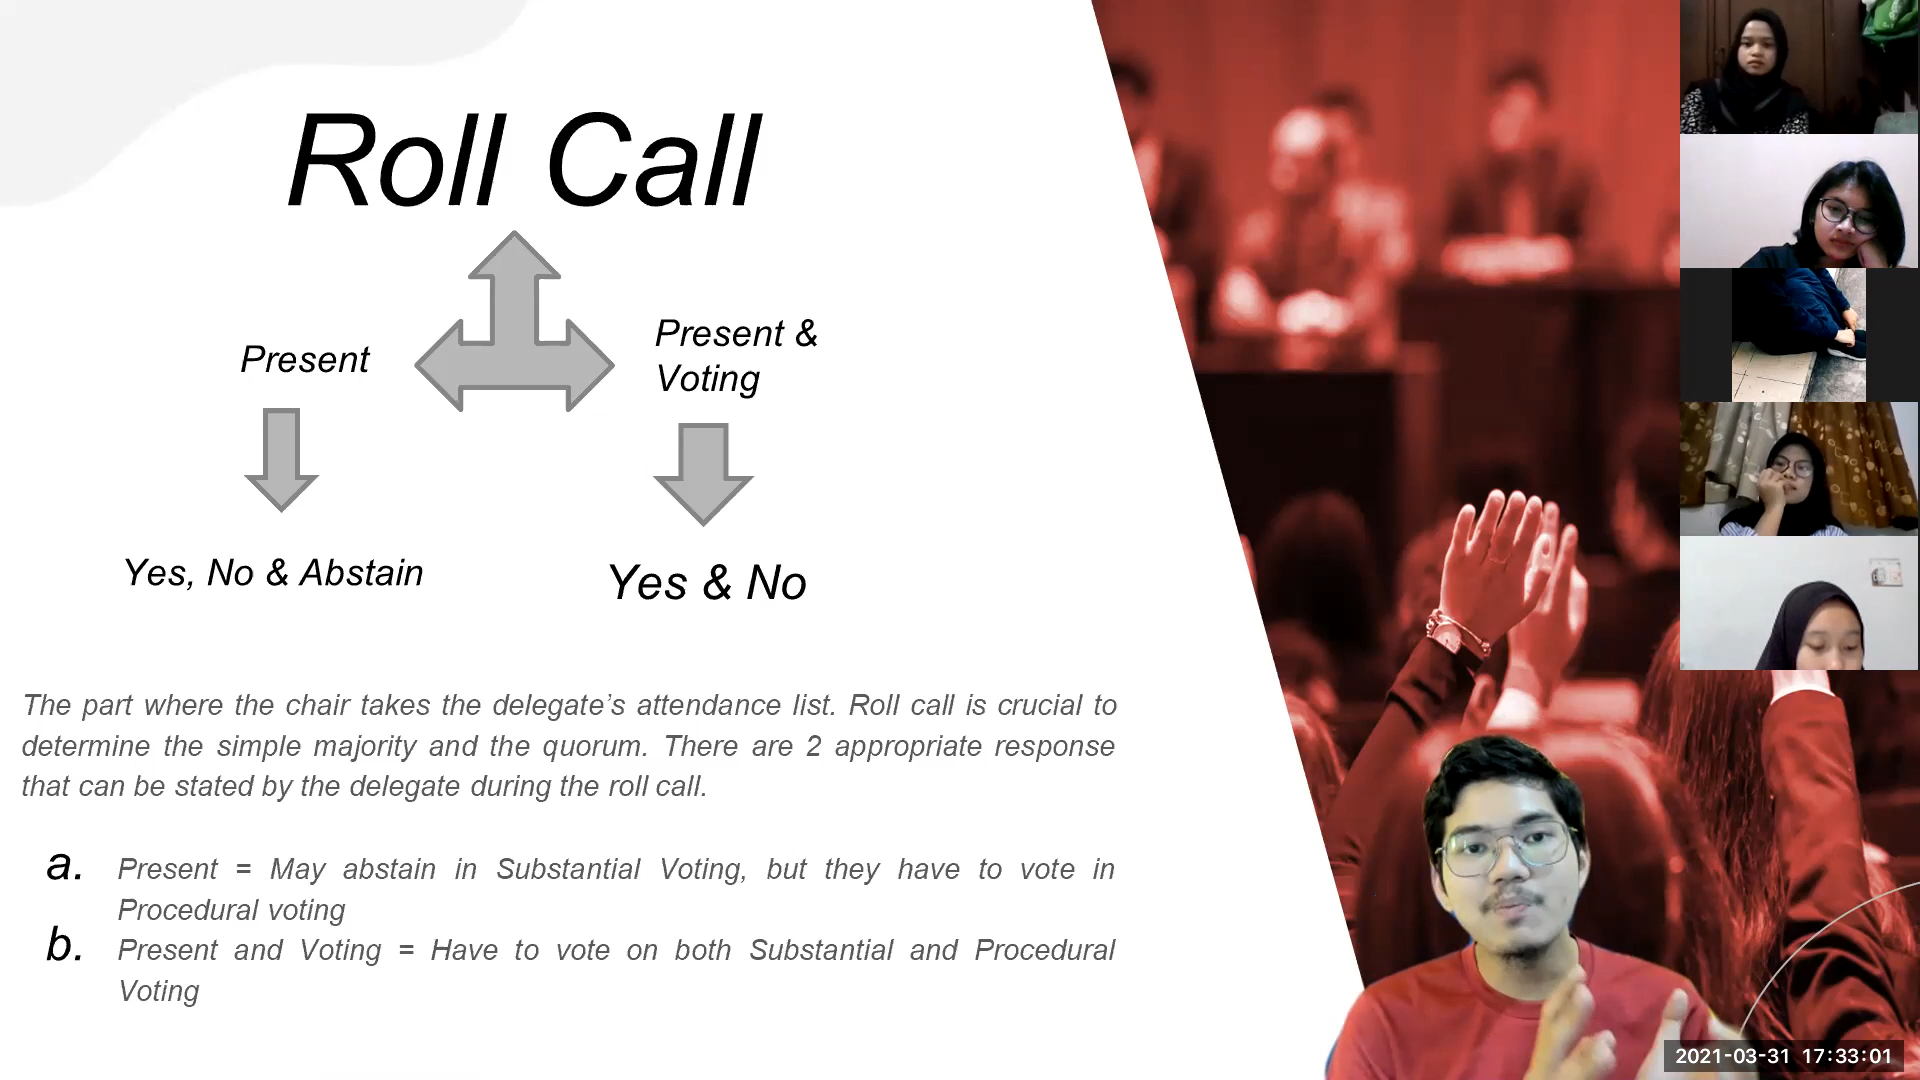 Roll Call
Present
Present &
Voting
Yes, No & Abstain
Yes & No
The part where the chair takes the delegate’s attendance list. Roll call is crucial to
determine the simple majority and the quorum. There are 2 appropriate response
that can be stated by the delegate during the roll call.
a. Present = May abstain in Substantial Voting, but they have to vote in
Procedural voting
b. Present and Voting = Have to vote on both Substantial and Procedural
Voting
2021-03-31 17:33:01